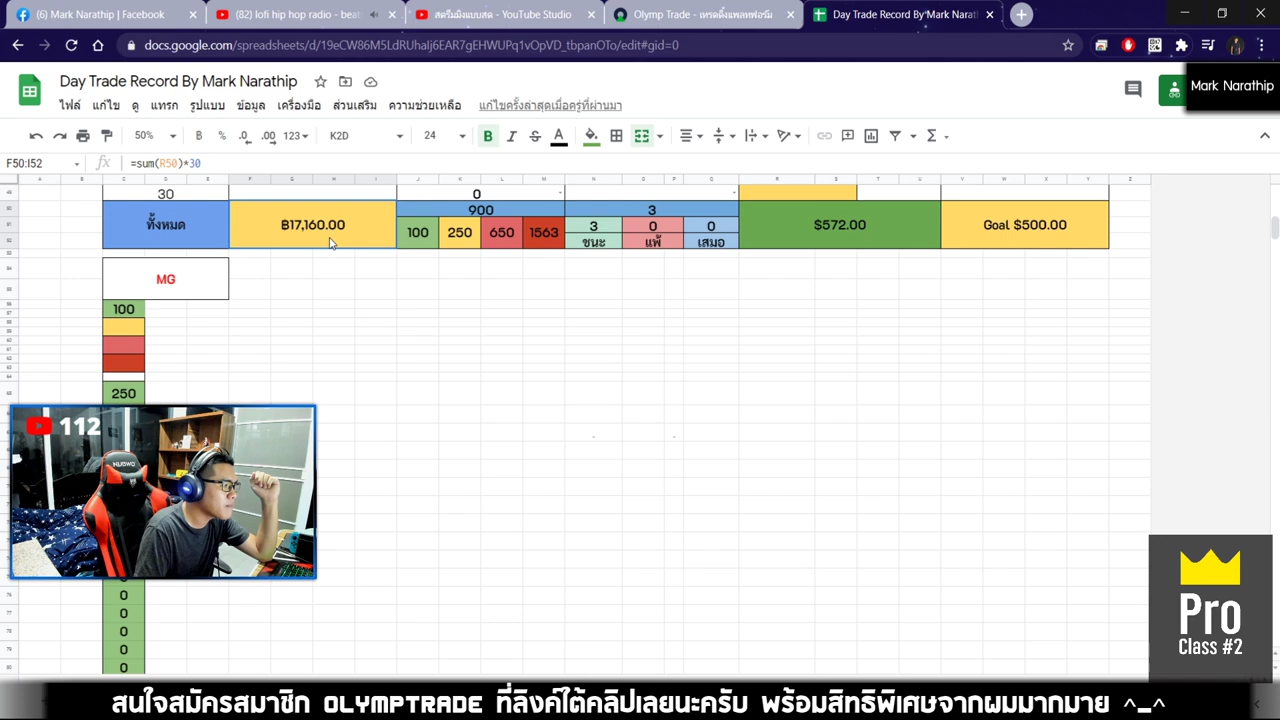 (6) Mark Narathip | Facebook
(82) lofi hip hop radio - beat
สตรีมมิงแบบสด - YouTube Studio
Olymp Trade - เทรดดิ้งแพลทฟอร์ม
Day Trade Record By Mark Narat
docs.google.com/spreadsheets/d/19eCW86M5LdRUhaIj6EAR7gEHWUPq1vOpVD_tbpanOTo/edit#gid=0
Day Trade Record By Mark Narathip
Mark Narathip
ไฟล์ แก้ไข ดู แทรก รูปแบบ ข้อมูล เครื่องมือ ส่วนเสริม ความช่วยเหลือ แก้ไขครั้งล่าสุดเมื่อครู่ที่ผ่านมา
50% ฿ % .0 .00 123 K2D 24 B I S A Σ
F50:I52 fx =sum(R50)*30
A B C D E F G H I J K L M N O P Q R S T U V W X Y Z
30 0
ทั้งหมด ฿17,160.00 900 3 $572.00 Goal $500.00
100 250 650 1563 3 0 0
ชนะ แพ้ เสมอ
MG
100
250
112
NUBWO
0
0
0
0
0
Pro
Class #2
สนใจสมัครสมาชิก OLYMPTRADE ที่ลิงค์ใต้คลิปเลยนะครับ พร้อมสิทธิพิเศษจากผมมากมาย ^_^